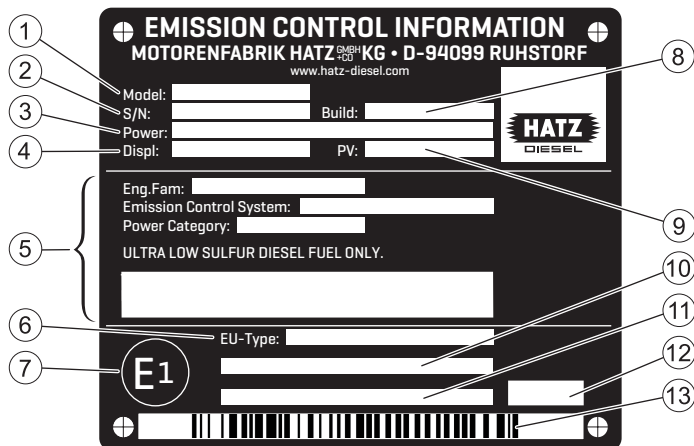 EMISSION CONTROL INFORMATION
MOTORENFABRIK HATZ GMBH +CO KG • D-94099 RUHSTORF
www.hatz-diesel.com
1
Model:
2
S/N: Build: 8
3
Power:
4
Displ: PV: 9
HATZ
DIESEL
5
Eng.Fam:
Emission Control System:
Power Category:
ULTRA LOW SULFUR DIESEL FUEL ONLY.
6
EU-Type: 10
7
E1 11
12
13